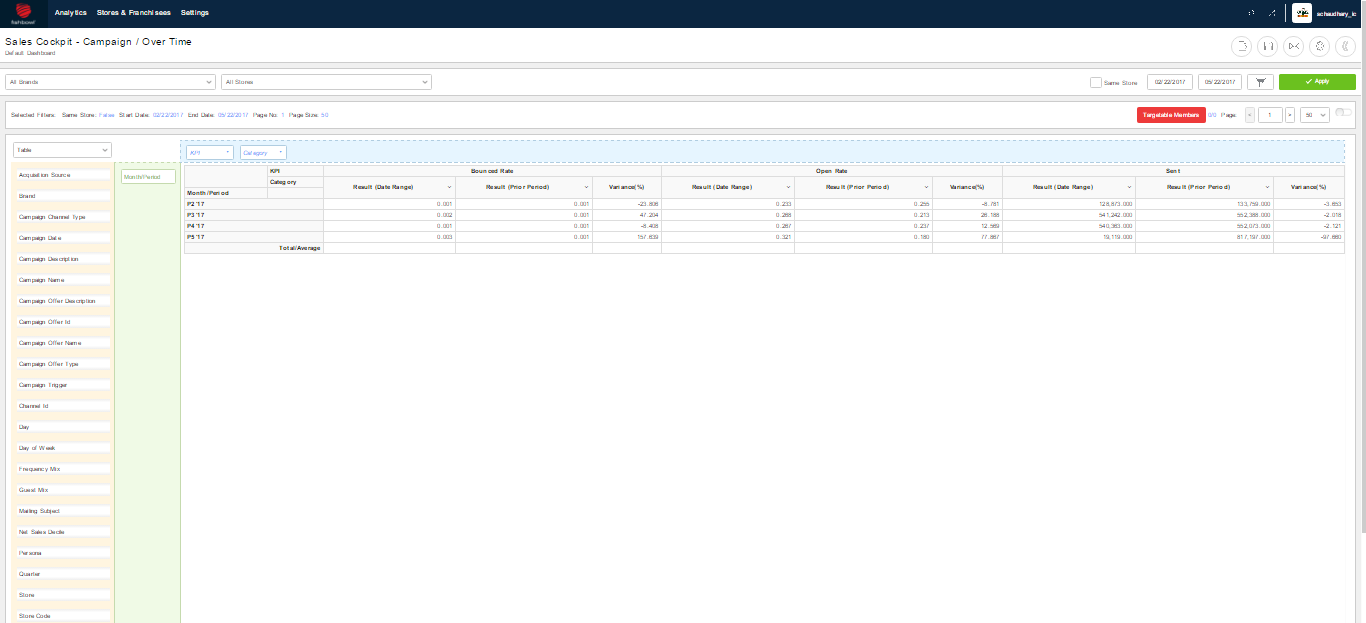 fishbowl
Analytics Stores & Franchisees Settings schaudhary_ic
Sales Cockpit - Campaign / Over Time
Default Dashboard
All Brands All Stores Same Store 02/22/2017 05/22/2017 Apply
Selected Filters: Same Store: False Start Date: 02/22/2017 End Date: 05/22/2017 Page No: 1 Page Size: 50 Targetable Members 0/0 Page: < 1 > 50
Table KPI Category
Acquisition Source
Brand
Campaign Channel Type
Campaign Date
Campaign Description
Campaign Name
Campaign Offer Description
Campaign Offer Id
Campaign Offer Name
Campaign Offer Type
Campaign Trigger
Channel Id
Day
Day of Week
Frequency Mix
Guest Mix
Mailing Subject
Net Sales Decile
Persona
Quarter
Store
Store Code
Month/Period
KPI Bounced Rate Open Rate Sent
Category
Result (Date Range) Result (Prior Period) Variance(%) Result (Date Range) Result (Prior Period) Variance(%) Result (Date Range) Result (Prior Period) Variance(%)
Month/Period
P2 '17 0.001 0.001 -23.808 0.233 0.255 -8.781 128,873.000 133,759.000 -3.653
P3 '17 0.002 0.001 47.204 0.268 0.213 26.188 541,242.000 552,388.000 -2.018
P4 '17 0.001 0.001 -8.408 0.267 0.237 12.569 540,363.000 552,073.000 -2.121
P5 '17 0.003 0.001 157.639 0.321 0.180 77.867 19,119.000 817,197.000 -97.660
Total/Average